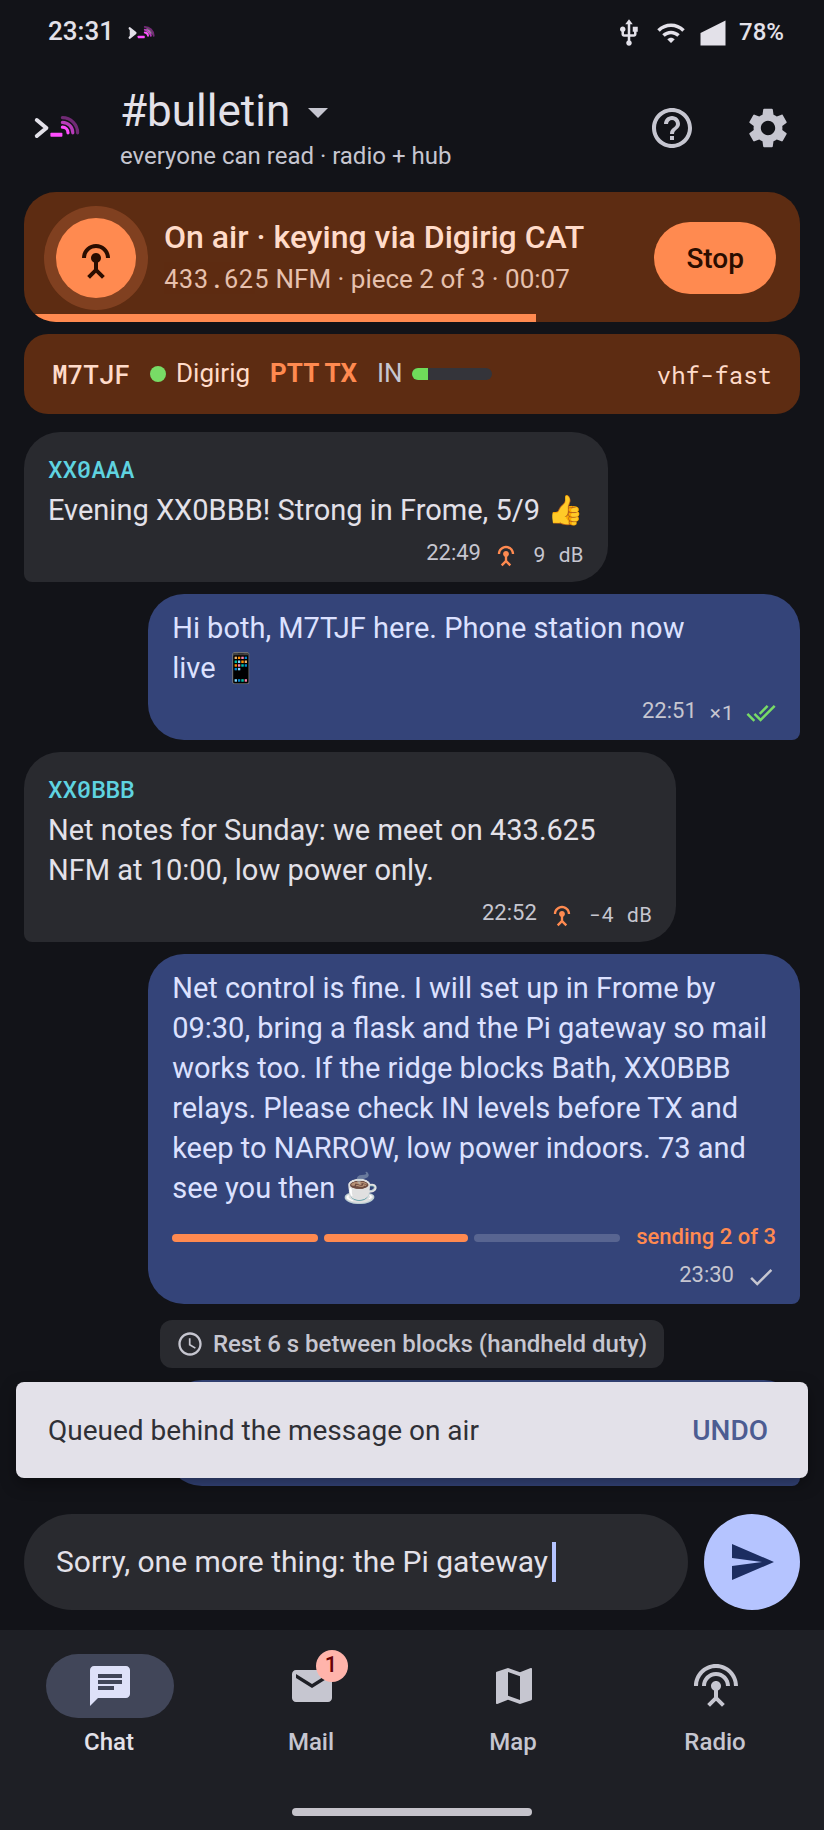 23:31
78%
#bulletin
everyone can read · radio + hub
On air · keying via Digirig CAT
433.625 NFM · piece 2 of 3 · 00:07
Stop
M7TJF
Digirig
PTT TX
IN
vhf-fast
XX0AAA
Evening XX0BBB! Strong in Frome, 5/9 👍
22:49 9 dB
Hi both, M7TJF here. Phone station now
live 📱
22:51 ×1
XX0BBB
Net notes for Sunday: we meet on 433.625
NFM at 10:00, low power only.
22:52 -4 dB
Net control is fine. I will set up in Frome by
09:30, bring a flask and the Pi gateway so mail
works too. If the ridge blocks Bath, XX0BBB
relays. Please check IN levels before TX and
keep to NARROW, low power indoors. 73 and
see you then ☕
sending 2 of 3
23:30
Rest 6 s between blocks (handheld duty)
Queued behind the message on air
UNDO
Sorry, one more thing: the Pi gateway
1
Chat
Mail
Map
Radio